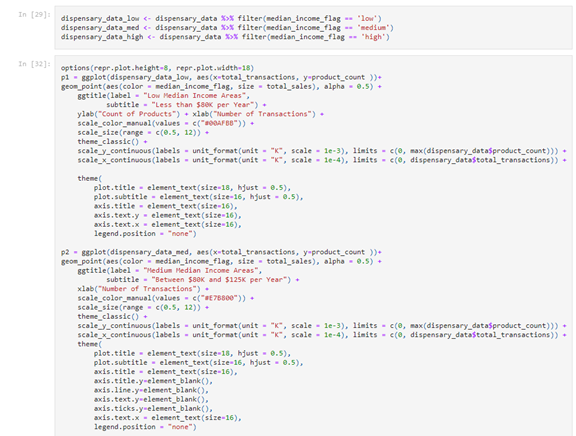 In [29]:
dispensary_data_low <- dispensary_data %>% filter(median_income_flag == 'low')
dispensary_data_med <- dispensary_data %>% filter(median_income_flag == 'medium')
dispensary_data_high <- dispensary_data %>% filter(median_income_flag == 'high')
In [32]:
options(repr.plot.height=8, repr.plot.width=18)
p1 = ggplot(dispensary_data_low, aes(x=total_transactions, y=product_count ))+
geom_point(aes(color = median_income_flag, size = total_sales), alpha = 0.5) +
ggtitle(label = "Low Median Income Areas",
subtitle = "Less than $80K per Year") +
ylab("Count of Products") + xlab("Number of Transactions") +
scale_color_manual(values = c("#00AFBB")) +
scale_size(range = c(0.5, 12)) +
theme_classic() +
scale_y_continuous(labels = unit_format(unit = "K", scale = 1e-3), limits = c(0, max(dispensary_data$product_count))) +
scale_x_continuous(labels = unit_format(unit = "K", scale = 1e-4), limits = c(0, dispensary_data$total_transactions)) +
theme(
plot.title = element_text(size=18, hjust = 0.5),
plot.subtitle = element_text(size=16, hjust = 0.5),
axis.title = element_text(size=16),
axis.text.y = element_text(size=16),
axis.text.x = element_text(size=16),
legend.position = "none")
p2 = ggplot(dispensary_data_med, aes(x=total_transactions, y=product_count ))+
geom_point(aes(color = median_income_flag, size = total_sales), alpha = 0.5) +
ggtitle(label = "Medium Median Income Areas",
subtitle = "Between $80K and $125K per Year") +
xlab("Number of Transactions") +
scale_color_manual(values = c("#E7B800")) +
scale_size(range = c(0.5, 12)) +
theme_classic() +
scale_y_continuous(labels = unit_format(unit = "K", scale = 1e-3), limits = c(0, max(dispensary_data$product_count))) +
scale_x_continuous(labels = unit_format(unit = "K", scale = 1e-4), limits = c(0, dispensary_data$total_transactions)) +
theme(
plot.title = element_text(size=18, hjust = 0.5),
plot.subtitle = element_text(size=16, hjust = 0.5),
axis.title = element_text(size=16),
axis.title.y=element_blank(),
axis.line.y=element_blank(),
axis.text.y=element_blank(),
axis.ticks.y=element_blank(),
axis.text.x = element_text(size=16),
legend.position = "none")